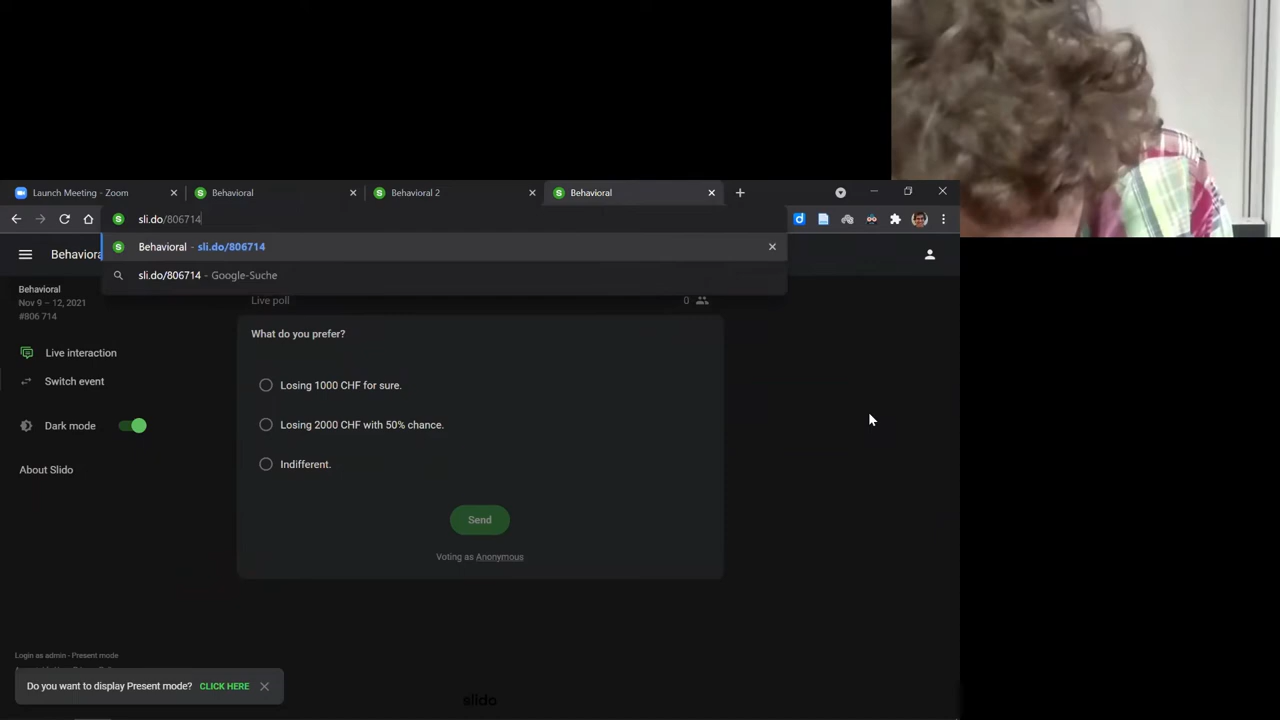 Launch Meeting - Zoom
Behavioral
Behavioral 2
Behavioral
sli.do/806714
Behavioral - sli.do/806714
sli.do/806714 - Google-Suche
Behaviora
Behavioral
Nov 9 – 12, 2021
#806 714
Live interaction
Switch event
Dark mode
About Slido
Live poll
0
What do you prefer?
Losing 1000 CHF for sure.
Losing 2000 CHF with 50% chance.
Indifferent.
Send
Voting as Anonymous
Login as admin - Present mode
Do you want to display Present mode? CLICK HERE
slido